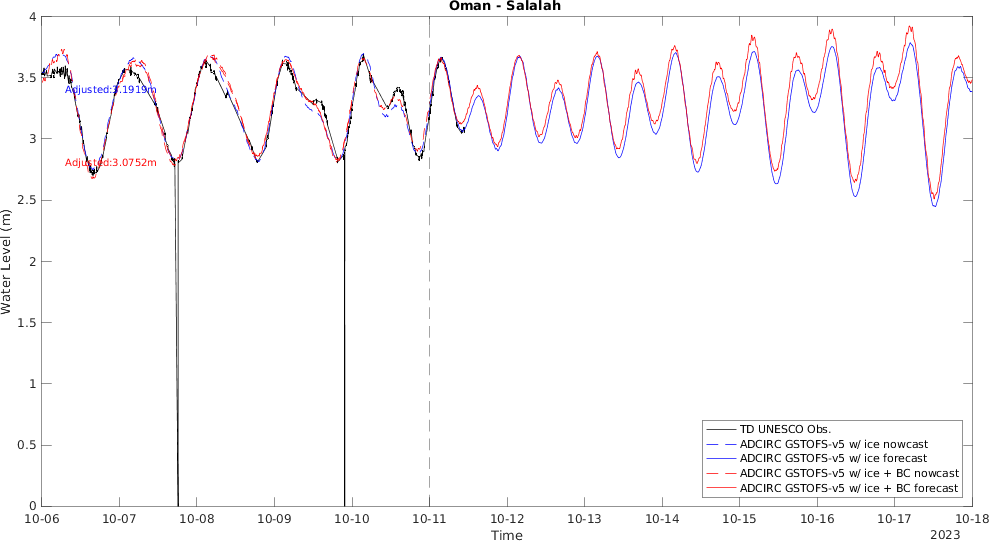 Oman - Salalah
4
3.5
3
2.5
2
1.5
1
0.5
0
Water Level (m)
Adjusted:3.1919m
Adjusted:3.0752m
TD UNESCO Obs.
ADCIRC GSTOFS-v5 w/ ice nowcast
ADCIRC GSTOFS-v5 w/ ice forecast
ADCIRC GSTOFS-v5 w/ ice + BC nowcast
ADCIRC GSTOFS-v5 w/ ice + BC forecast
10-06 10-07 10-08 10-09 10-10 10-11 10-12 10-13 10-14 10-15 10-16 10-17 10-18
Time
2023